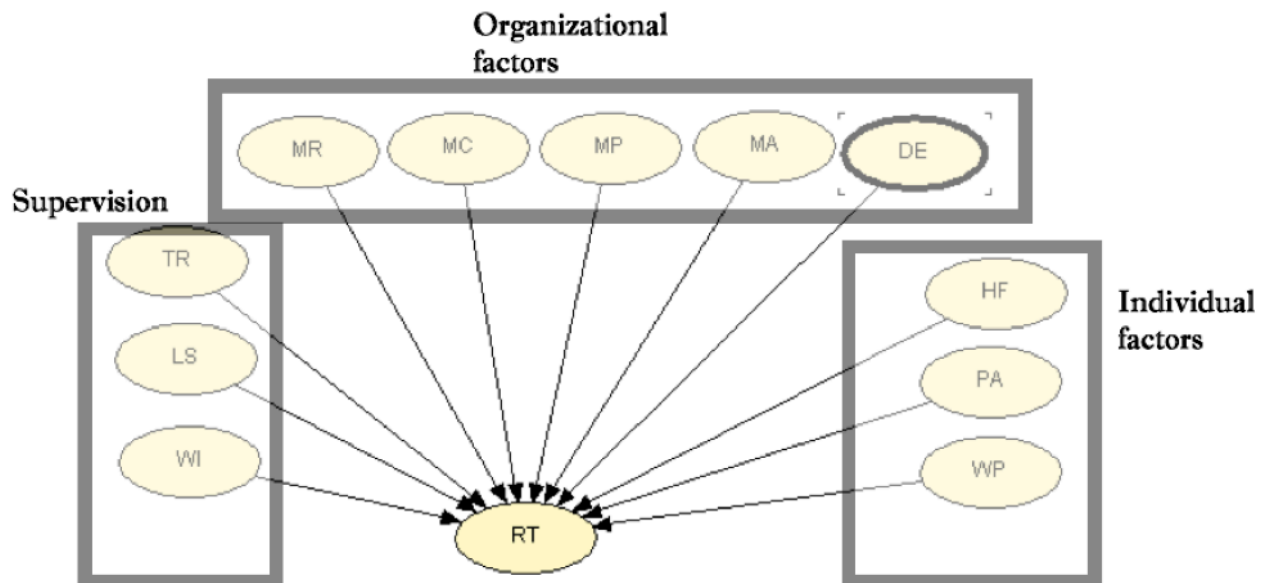 Organizational
factors
MR MC MP MA DE
Supervision
TR
LS
WI
HF
PA
WP
Individual
factors
RT